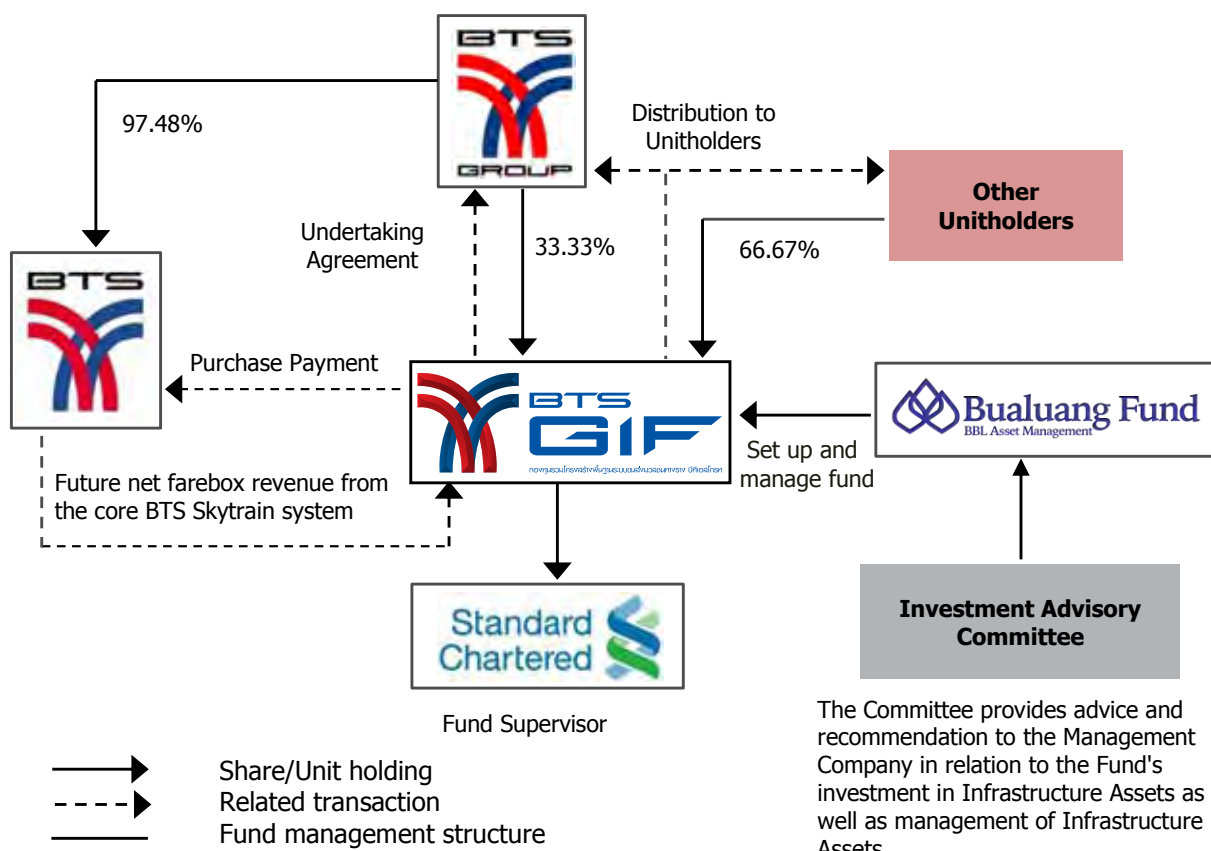 BTS
GROUP
97.48%
Distribution to
Unitholders
Other
Unitholders
Undertaking
Agreement
33.33%
66.67%
BTS
Purchase Payment
BTS
GIF
Bualuang Fund
BBL Asset Management
Set up and
manage fund
Future net farebox revenue from
the core BTS Skytrain system
Standard
Chartered
Investment Advisory
Committee
Fund Supervisor
The Committee provides advice and
recommendation to the Management
Company in relation to the Fund's
investment in Infrastructure Assets as
well as management of Infrastructure
Assets
Share/Unit holding
Related transaction
Fund management structure